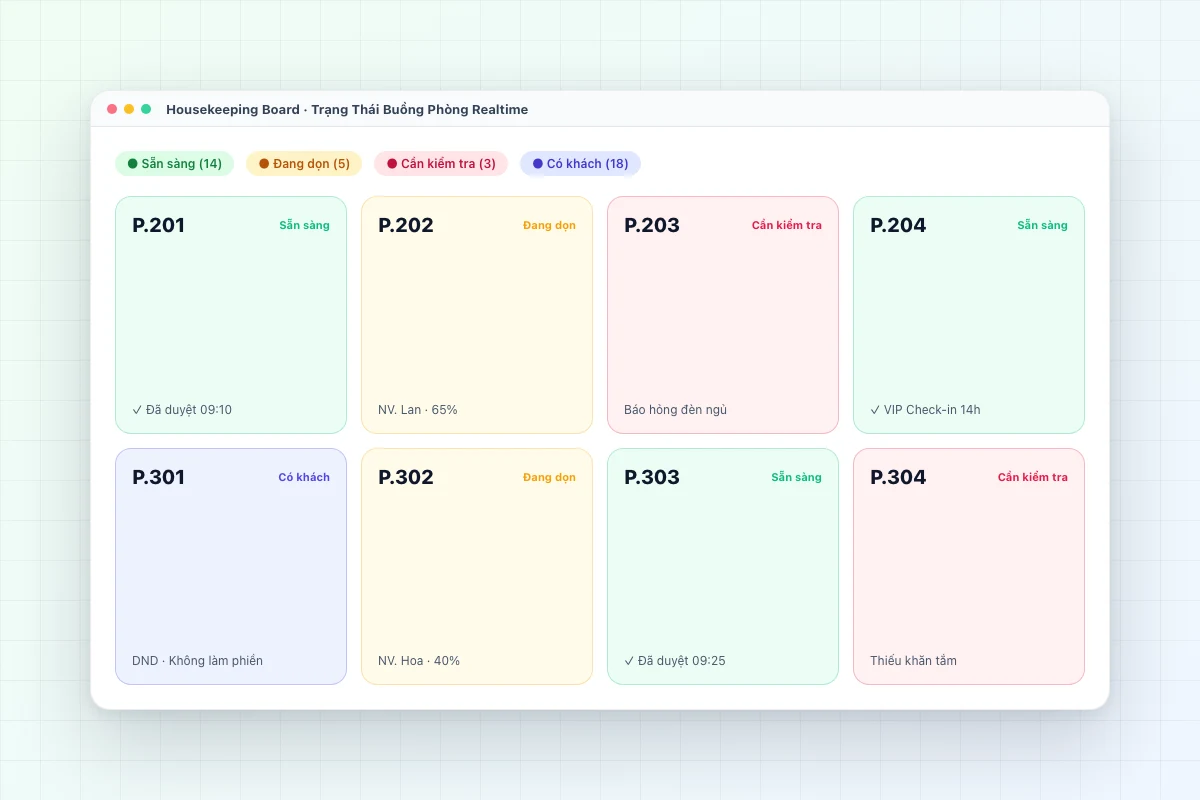 Housekeeping Board · Trạng Thái Buồng Phòng Realtime
Sẵn sàng (14)
Đang dọn (5)
Cần kiểm tra (3)
Có khách (18)
P.201
Sẵn sàng
✓ Đã duyệt 09:10
P.202
Đang dọn
NV. Lan · 65%
P.203
Cần kiểm tra
Báo hỏng đèn ngủ
P.204
Sẵn sàng
✓ VIP Check-in 14h
P.301
Có khách
DND · Không làm phiền
P.302
Đang dọn
NV. Hoa · 40%
P.303
Sẵn sàng
✓ Đã duyệt 09:25
P.304
Cần kiểm tra
Thiếu khăn tắm